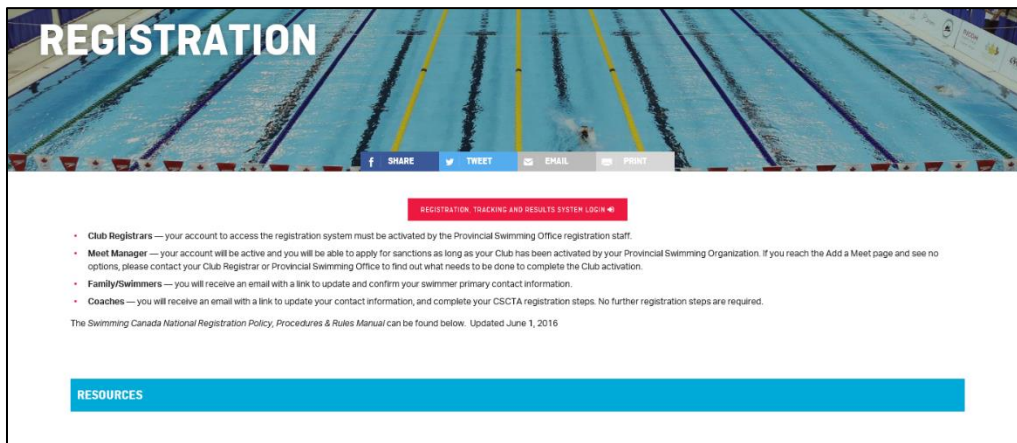 REGISTRATION
f SHARE TWEET EMAIL PRINT
REGISTRATION, TRACKING AND RESULTS SYSTEM LOGIN
• Club Registrars — your account to access the registration system must be activated by the Provincial Swimming Office registration staff.
• Meet Manager — your account will be active and you will be able to apply for sanctions as long as your Club has been activated by your Provincial Swimming Organization. If you reach the Add a Meet page and see no
options, please contact your Club Registrar or Provincial Swimming Office to find out what needs to be done to complete the Club activation.
• Family/Swimmers — you will receive an email with a link to update and confirm your swimmer primary contact information.
• Coaches — you will receive an email with a link to update your contact information, and complete your CSCTA registration steps. No further registration steps are required.
The Swimming Canada National Registration Policy, Procedures & Rules Manual can be found below. Updated June 1, 2016
RESOURCES